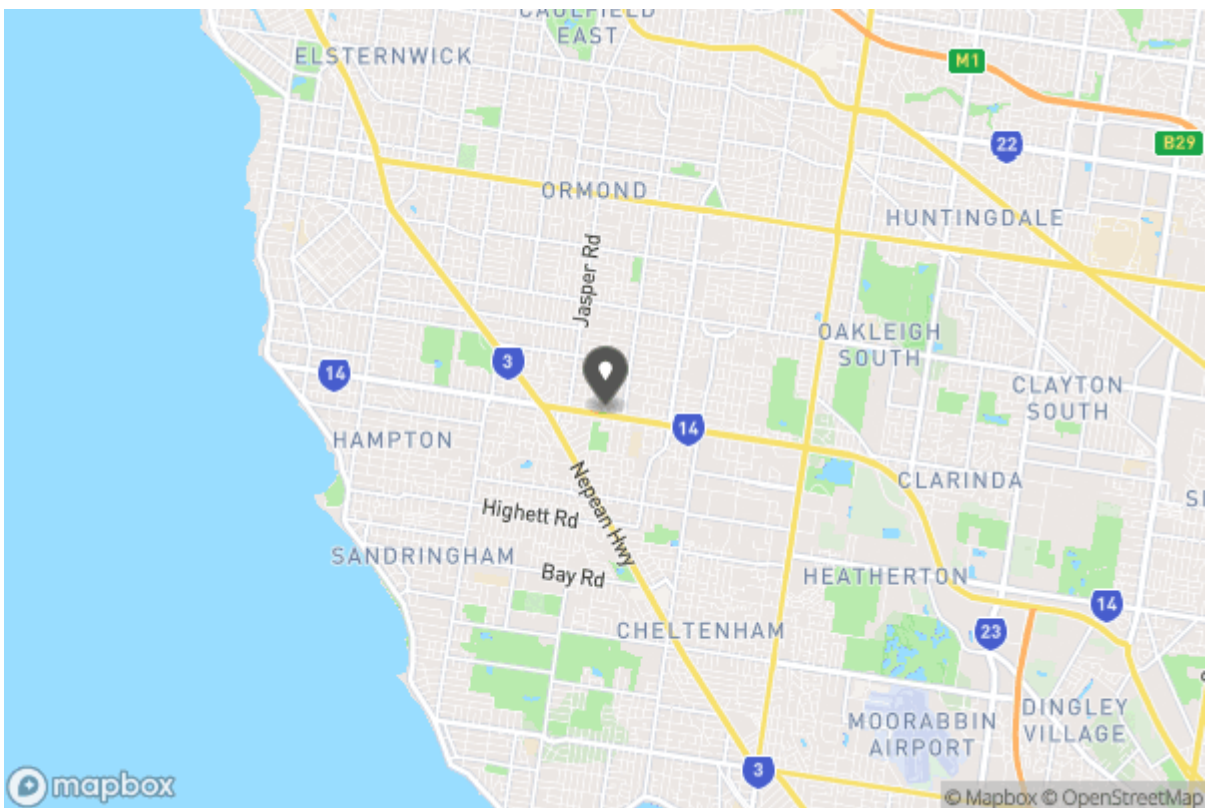 CAULFIELD
EAST
ELSTERNWICK
M1
22
B29
ORMOND
HUNTINGDALE
Jasper Rd
OAKLEIGH
SOUTH
3
14
CLAYTON
SOUTH
14
HAMPTON
CLARINDA
Nepean Hwy
Highett Rd
SANDRINGHAM
Bay Rd
HEATHERTON
14
CHELTENHAM
23
DINGLEY
VILLAGE
MOORABBIN
AIRPORT
3
mapbox
© Mapbox © OpenStreetMap